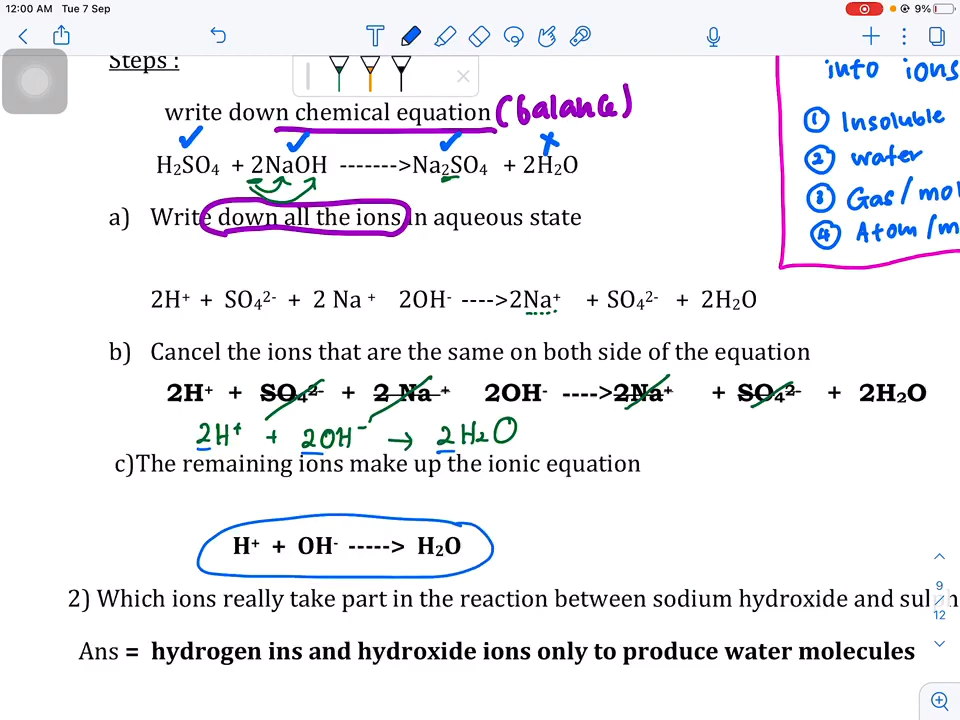 12:00 AM Tue 7 Sep
9%
Steps :
into ions
write down chemical equation (balance)
① Insoluble
H₂SO₄ + 2NaOH ------->Na₂SO₄ + 2H₂O
② water
③ Gas/mol
a) Write down all the ions in aqueous state
④ Atom/m
2H⁺ + SO₄²⁻ + 2 Na ⁺ 2OH⁻ ---->2Na⁺ + SO₄²⁻ + 2H₂O
b) Cancel the ions that are the same on both side of the equation
2H⁺ + SO₄²⁻ + 2 Na ⁺ 2OH⁻ ---->2Na⁺ + SO₄²⁻ + 2H₂O
2H⁺ + 2OH⁻ → 2H₂O
c)The remaining ions make up the ionic equation
H⁺ + OH⁻ -----> H₂O
9
12
2) Which ions really take part in the reaction between sodium hydroxide and sul
Ans = hydrogen ins and hydroxide ions only to produce water molecules